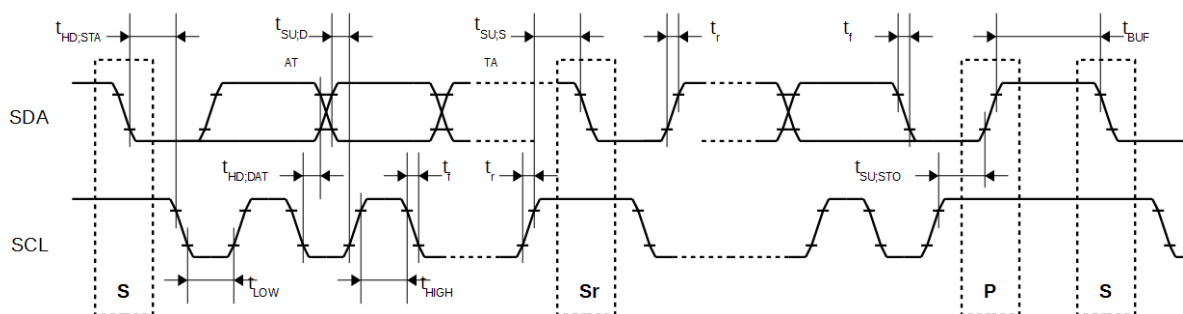 tHD;STA
tSU;D
AT
tSU;S
TA
tr
tf
tBUF
SDA
tHD;DAT
tf
tr
tSU;STO
SCL
tLOW
tHIGH
S
Sr
P
S